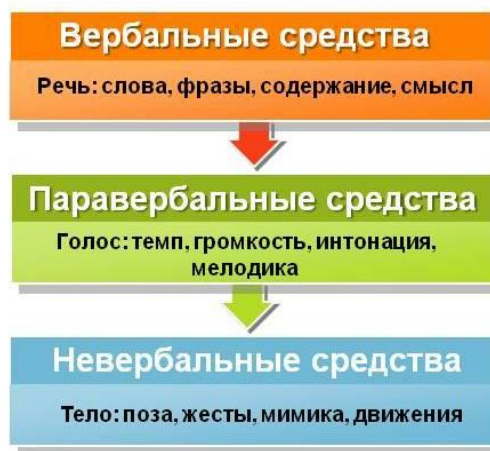 Вербальные средства
Речь: слова, фразы, содержание, смысл
Паравербальные средства
Голос: темп, громкость, интонация,
мелодика
Невербальные средства
Тело: поза, жесты, мимика, движения